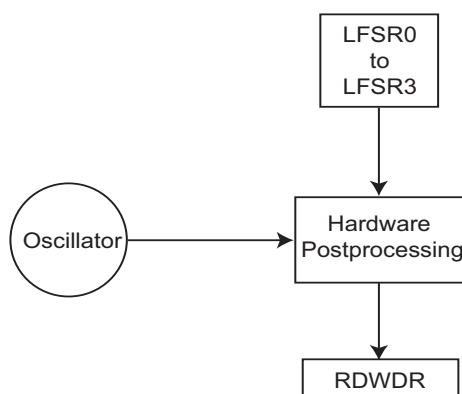 LFSR0
to
LFSR3
Oscillator
Hardware
Postprocessing
RDWDR